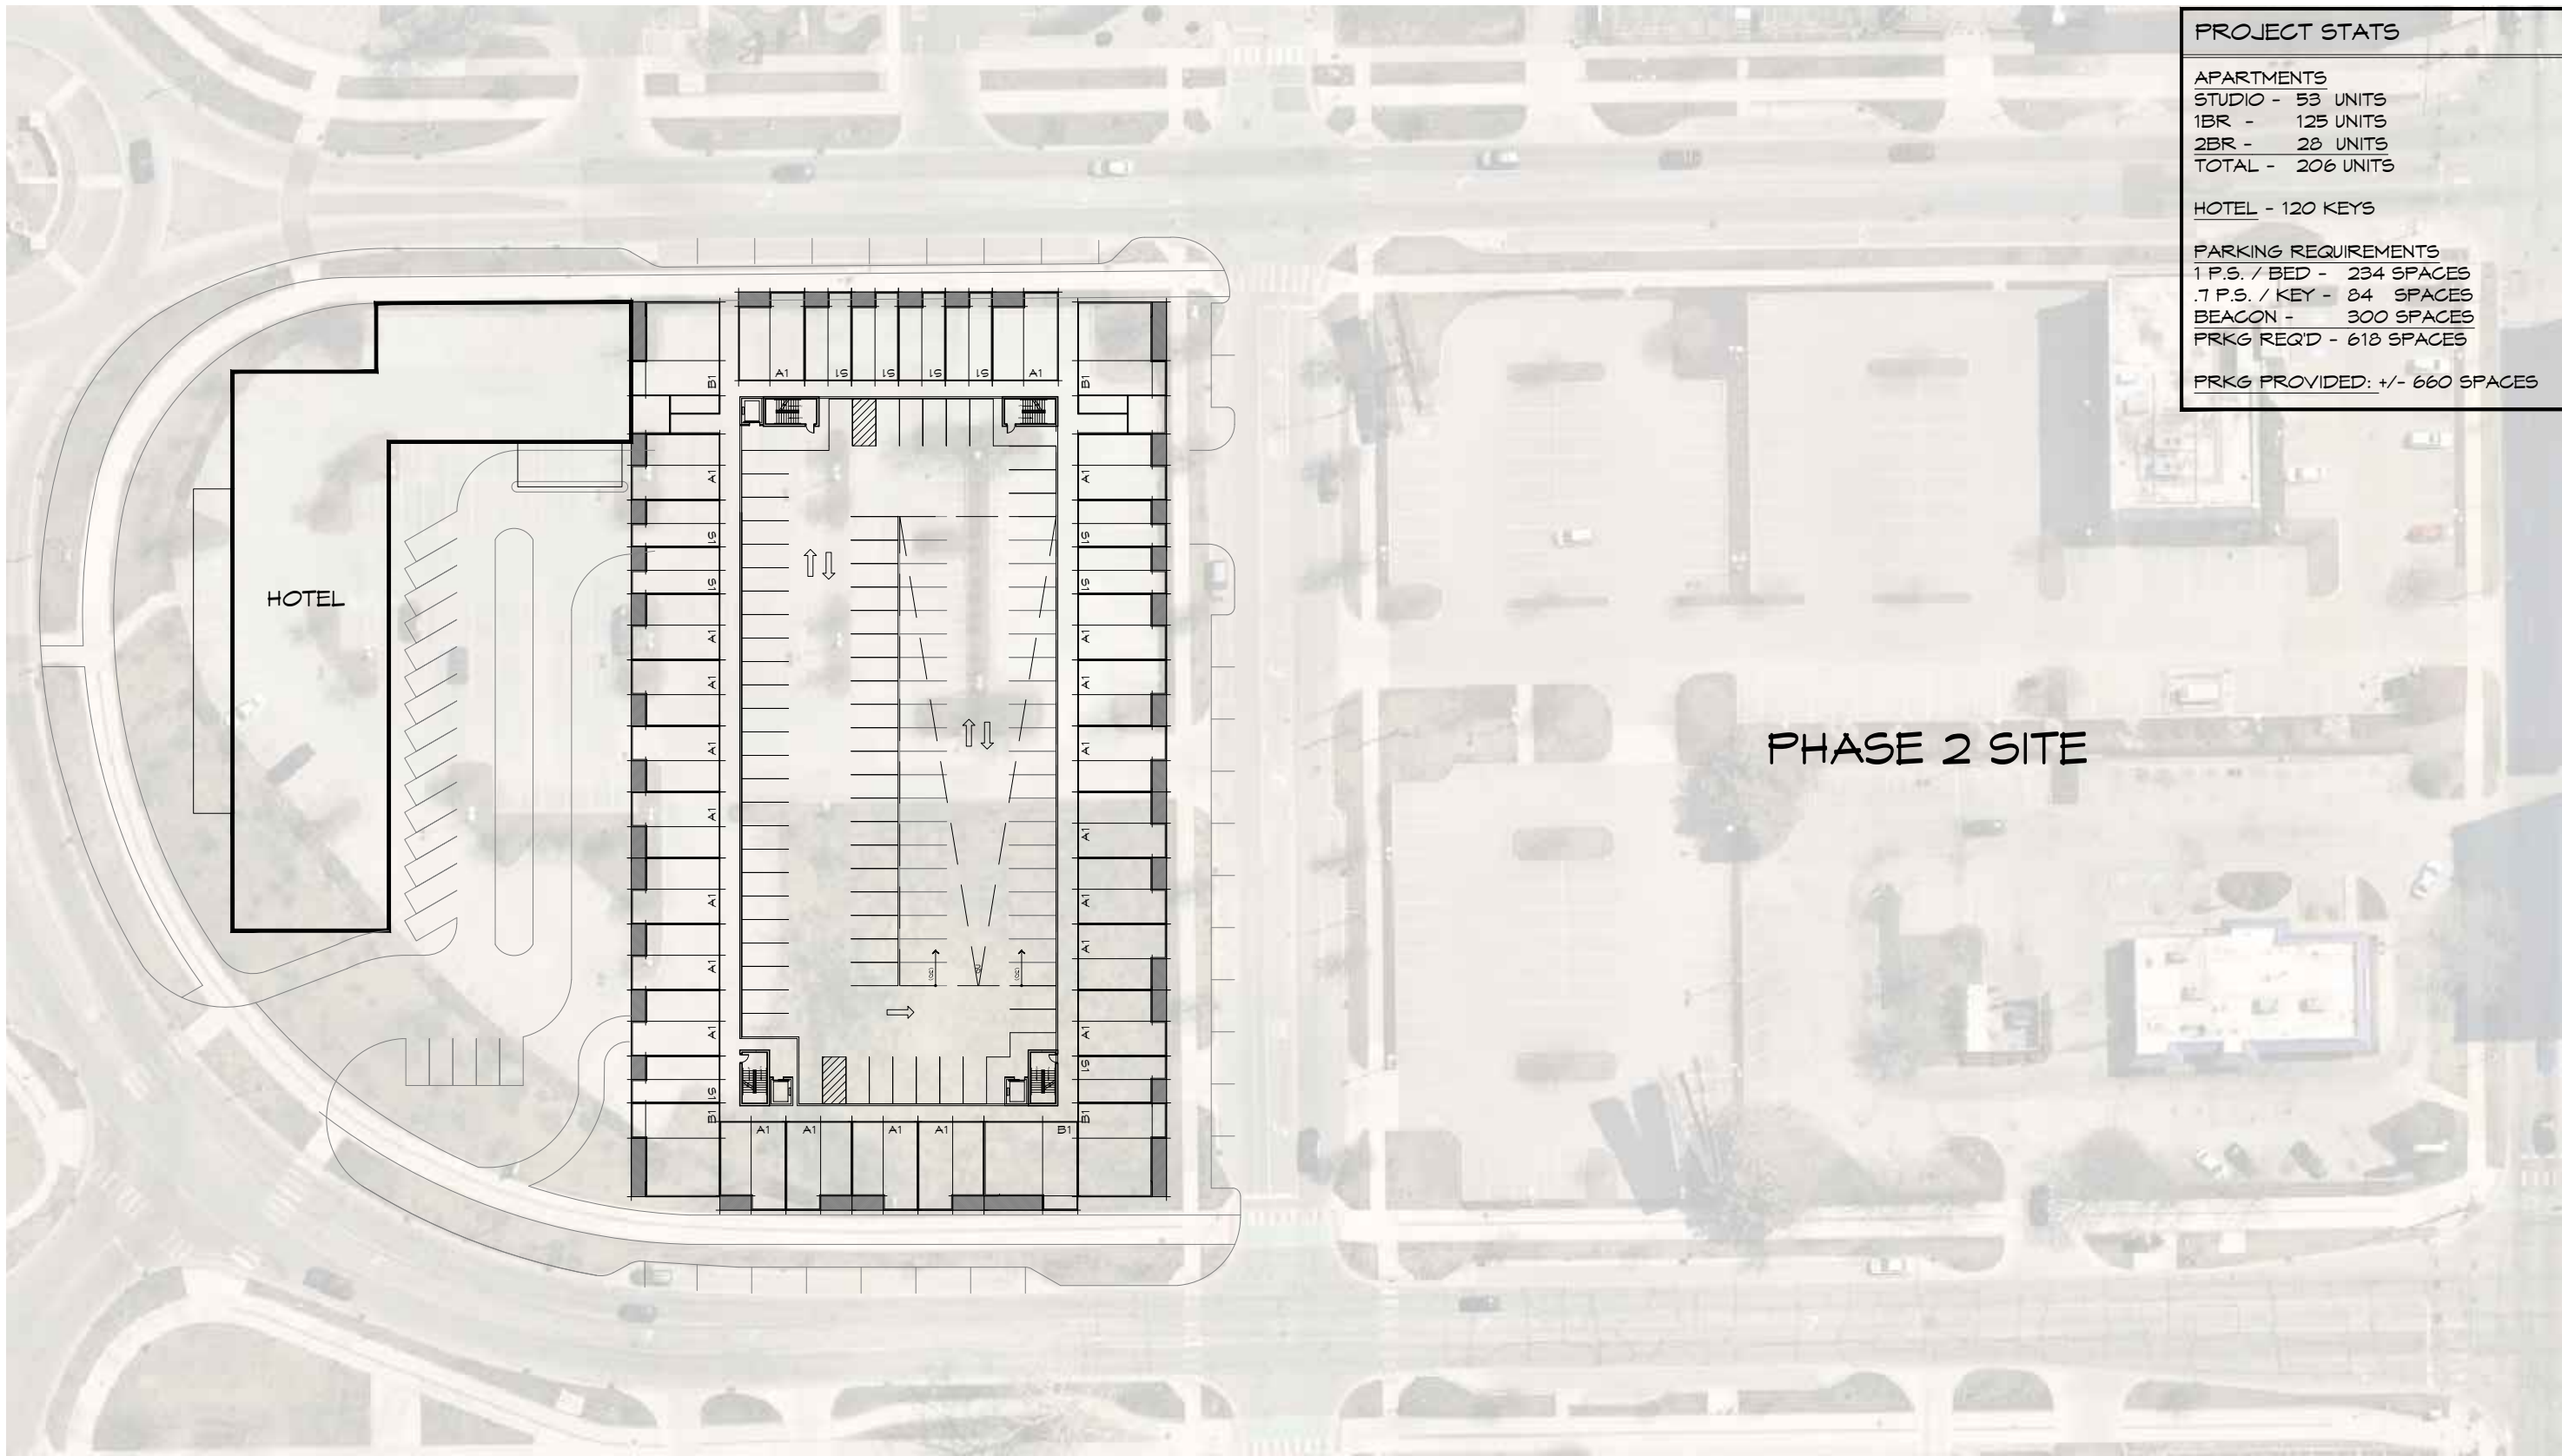 PROJECT STATS
APARTMENTS
STUDIO - 53 UNITS
1BR - 125 UNITS
2BR - 28 UNITS
TOTAL - 206 UNITS
HOTEL - 120 KEYS
PARKING REQUIREMENTS
1 P.S. / BED - 234 SPACES
.7 P.S. / KEY - 84 SPACES
BEACON - 300 SPACES
PRKG REQ'D - 618 SPACES
PRKG PROVIDED: +/- 660 SPACES
A1 S1 S1 S1 S1 A1
B1
B1
A1
A1
S1
S1
S1
S1
HOTEL
A1
A1
A1
A1
A1
A1
PHASE 2 SITE
A1
A1
A1
A1
A1
A1
A1
A1
S1
S1
B1
B1
A1 A1 A1 A1 B1